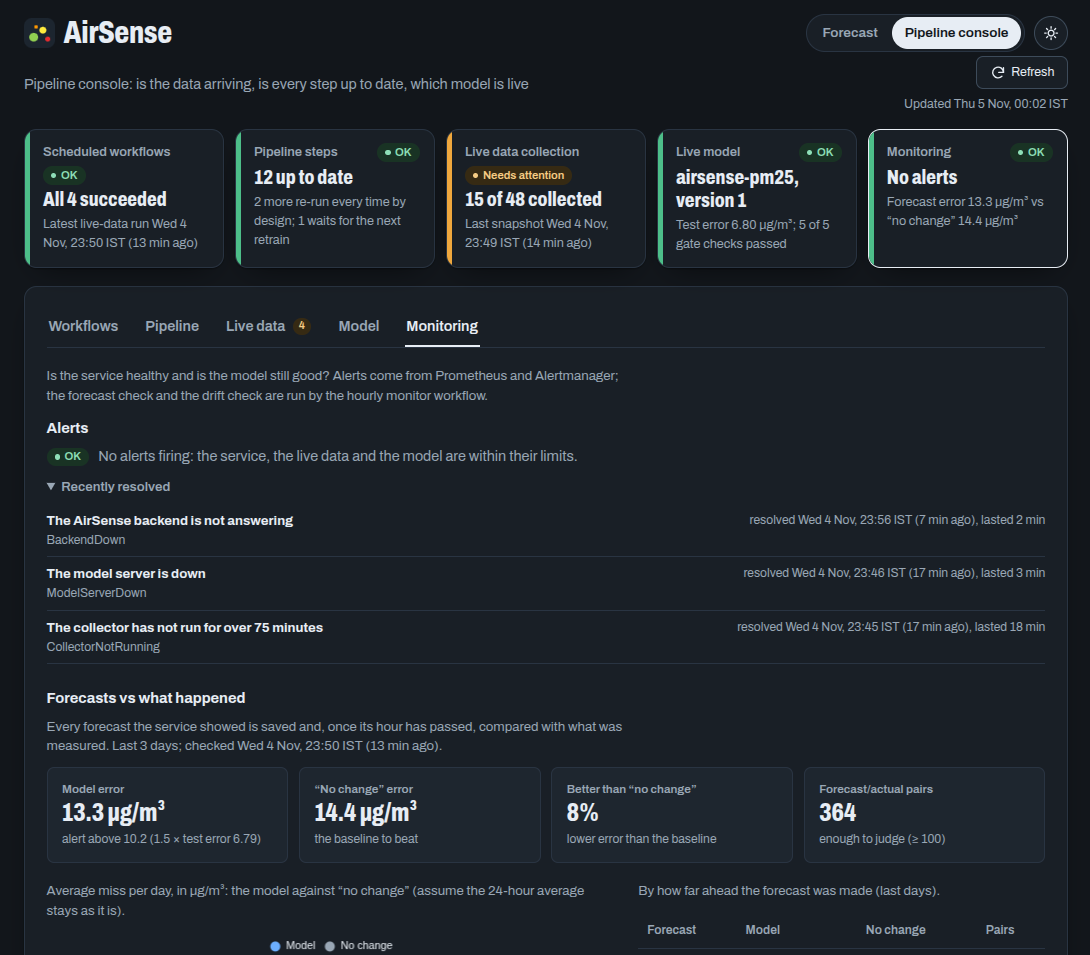 AirSense
Forecast
Pipeline console
Pipeline console: is the data arriving, is every step up to date, which model is live
Refresh
Updated Thu 5 Nov, 00:02 IST
Scheduled workflows
OK
All 4 succeeded
Latest live-data run Wed 4
Nov, 23:50 IST (13 min ago)
Pipeline steps
OK
12 up to date
2 more re-run every time by
design; 1 waits for the next
retrain
Live data collection
Needs attention
15 of 48 collected
Last snapshot Wed 4 Nov,
23:49 IST (14 min ago)
Live model
OK
airsense-pm25,
version 1
Test error 6.80 µg/m³; 5 of 5
gate checks passed
Monitoring
OK
No alerts
Forecast error 13.3 µg/m³ vs
“no change” 14.4 µg/m³
Workflows
Pipeline
Live data 4
Model
Monitoring
Is the service healthy and is the model still good? Alerts come from Prometheus and Alertmanager;
the forecast check and the drift check are run by the hourly monitor workflow.
Alerts
OK No alerts firing: the service, the live data and the model are within their limits.
▼ Recently resolved
The AirSense backend is not answering
resolved Wed 4 Nov, 23:56 IST (7 min ago), lasted 2 min
BackendDown
The model server is down
resolved Wed 4 Nov, 23:46 IST (17 min ago), lasted 3 min
ModelServerDown
The collector has not run for over 75 minutes
resolved Wed 4 Nov, 23:45 IST (17 min ago), lasted 18 min
CollectorNotRunning
Forecasts vs what happened
Every forecast the service showed is saved and, once its hour has passed, compared with what was
measured. Last 3 days; checked Wed 4 Nov, 23:50 IST (13 min ago).
Model error
13.3 µg/m³
alert above 10.2 (1.5 × test error 6.79)
“No change” error
14.4 µg/m³
the baseline to beat
Better than “no change”
8%
lower error than the baseline
Forecast/actual pairs
364
enough to judge (≥ 100)
Average miss per day, in µg/m³: the model against “no change” (assume the 24-hour average
stays as it is).
Model
No change
By how far ahead the forecast was made (last days).
Forecast
Model
No change
Pairs